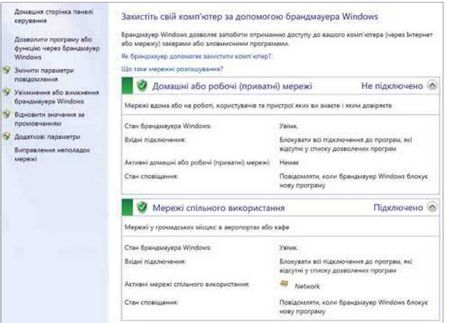 Домашня сторінка панелі
керування
Дозволити програму або
функцію через брандмауер
Windows
Змінити параметри
повідомлення
Увімкнення або вимкнення
брандмауера Windows
Відновити значення за
промовчанням
Додаткові параметри
Виправлення неполадок
мережі
Захистіть свій комп'ютер за допомогою брандмауера Windows
Брандмауер Windows дозволяє запобігти отриманню доступу до вашого комп'ютера (через Інтернет
або мережу) хакерами або зловмисними програмами.
Як брандмауер допомагає захистити комп'ютер?
Що таке мережні розташування?
Домашні або робочі (приватні) мережі Не підключено
Мережі вдома або на роботі, користувачів та пристрої яких ви знаєте і яким довіряєте
Стан брандмауера Windows: Увімк.
Вхідні підключення: Блокувати всі підключення до програм, які
відсутні у списку дозволених програм
Активні домашні або робочі (приватні) мережі: Немає
Стан сповіщення: Повідомляти, коли брандмауер Windows блокує
нову програму
Мережі спільного використання Підключено
Мережі у громадських місцях: в аеропортах або кафе
Стан брандмауера Windows: Увімк.
Вхідні підключення: Блокувати всі підключення до програм, які
відсутні у списку дозволених програм
Активні мережі спільного використання: Network
Стан сповіщення: Повідомляти, коли брандмауер Windows блокує
нову програму